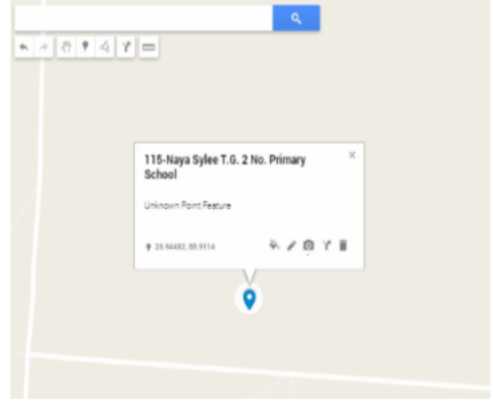 115-Naya Sylee T.G. 2 No. Primary
School
Unknown Point Feature
26.94482, 88.9114